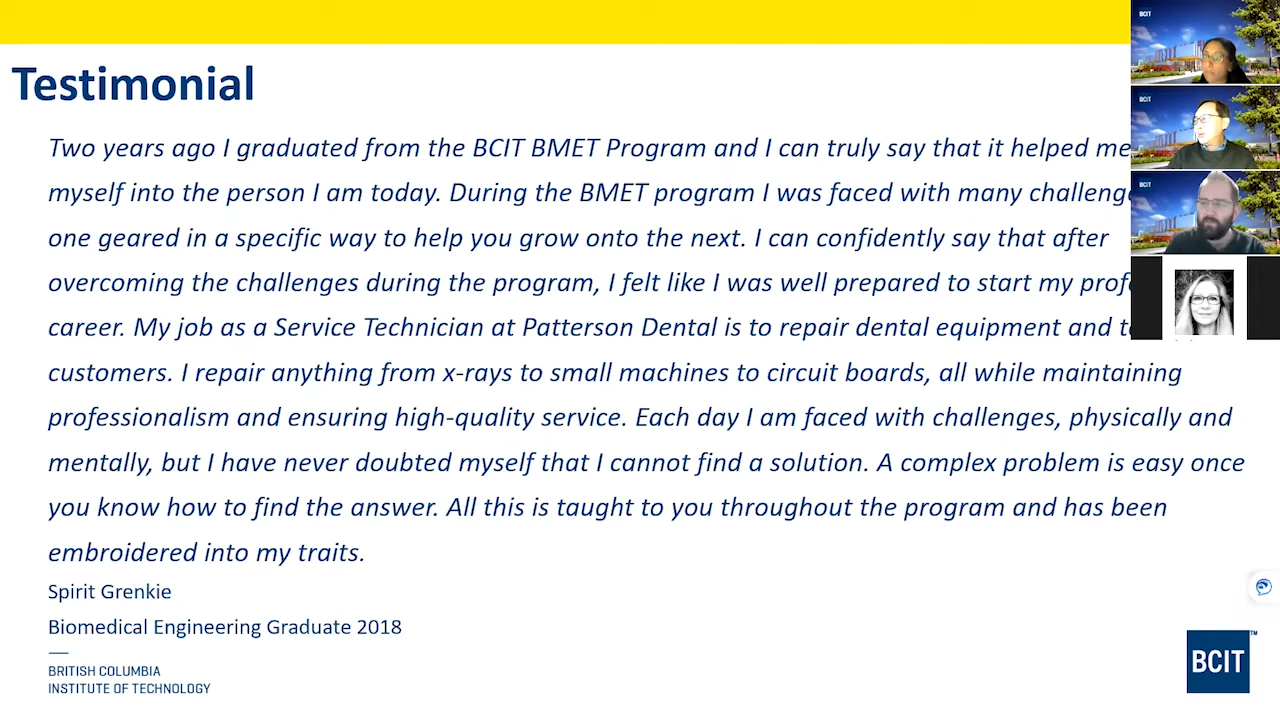 Testimonial
Two years ago I graduated from the BCIT BMET Program and I can truly say that it helped me
myself into the person I am today. During the BMET program I was faced with many
one geared in a specific way to help you grow onto the next. I can confidently say that after
overcoming the challenges during the program, I felt like I was well prepared to start my
career. My job as a Service Technician at Patterson Dental is to repair dental equipment and
customers. I repair anything from x-rays to small machines to circuit boards, all while maintaining
professionalism and ensuring high-quality service. Each day I am faced with challenges, physically and
mentally, but I have never doubted myself that I cannot find a solution. A complex problem is easy once
you know how to find the answer. All this is taught to you throughout the program and has been
embroidered into my traits.
Spirit Grenkie
Biomedical Engineering Graduate 2018
BRITISH COLUMBIA
INSTITUTE OF TECHNOLOGY
BCIT
BCIT
BCIT
BCIT™